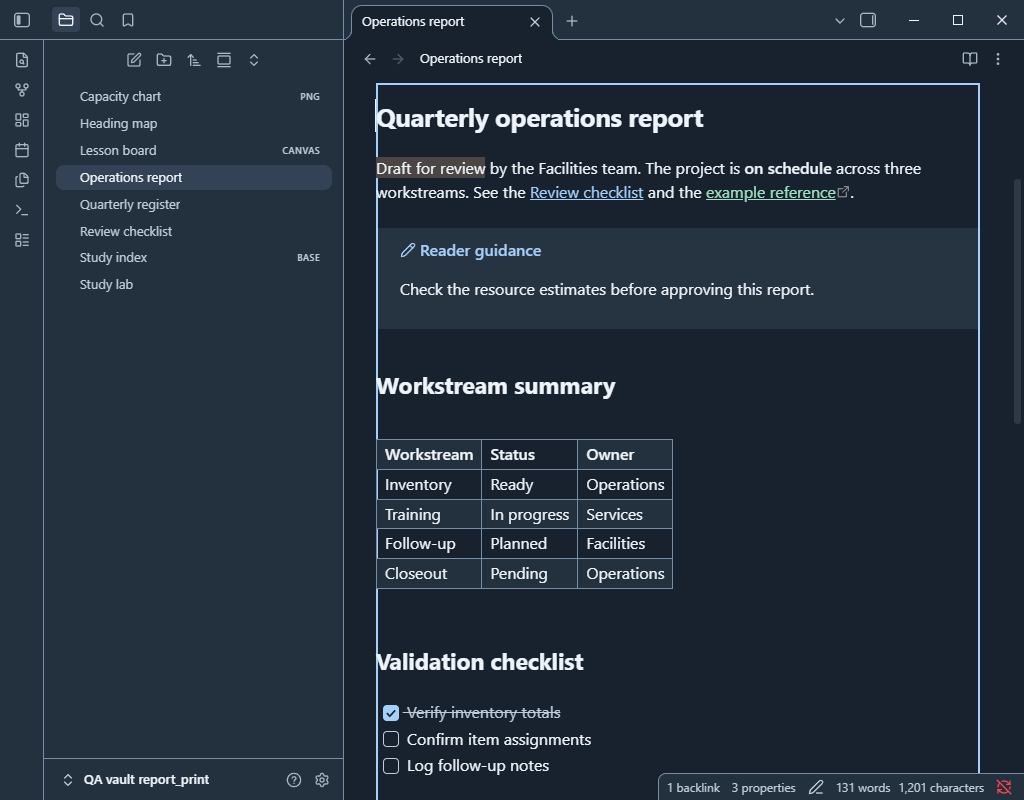 Operations report
Operations report
Capacity chart PNG
Heading map
Lesson board CANVAS
Operations report
Quarterly register
Review checklist
Study index BASE
Study lab
QA vault report_print
Quarterly operations report
Draft for review by the Facilities team. The project is on schedule across three
workstreams. See the Review checklist and the example reference.
Reader guidance
Check the resource estimates before approving this report.
Workstream summary
Workstream Status Owner
Inventory Ready Operations
Training In progress Services
Follow-up Planned Facilities
Closeout Pending Operations
Validation checklist
Verify inventory totals
Confirm item assignments
Log follow-up notes
1 backlink 3 properties 131 words 1,201 characters